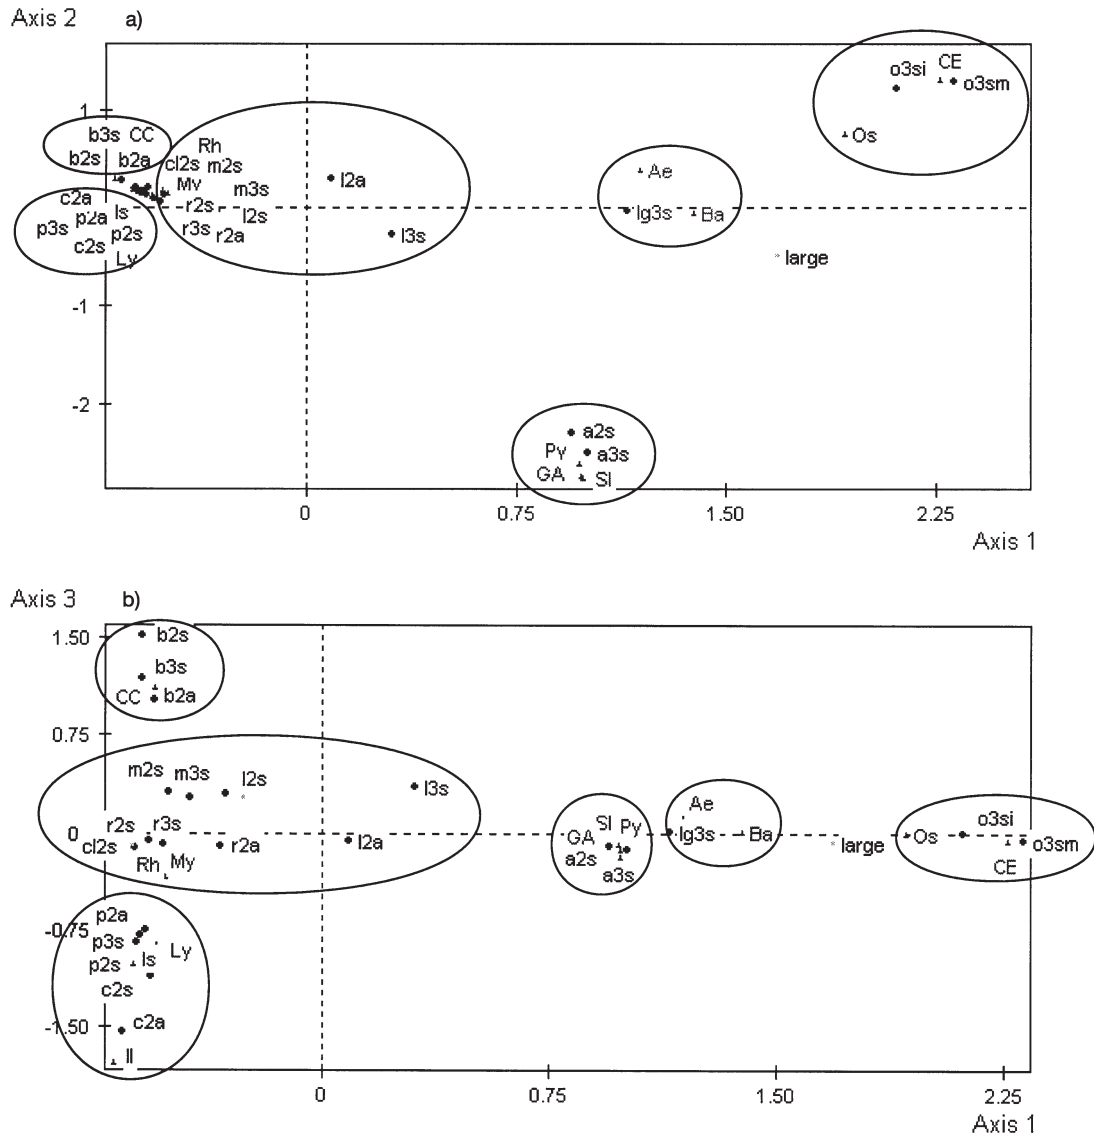 Axis 2 a)
o3si CE o3sm
1
b3s CC
Rh
Os
b2s b2a cl2s m2s
Ae
My
l2a
c2a Is r2s m3s
lg3s Ba
p3s p2a l2s
p2s r3s r2a l3s
c2s
Ly
large
-1
-2
a2s
Py a3s
GA SI
0 0.75 1.50 2.25
Axis 1
Axis 3 b)
1.50 b2s
b3s
CC b2a
0.75
m2s m3s l2s
l3s
Ae
r2s r3s
SI Py
o3si
0
GA lg3s Ba Os
cl2s r2a l2a
large o3sm
Rh My
a2s
CE
a3s
p2a
-0.75
p3s Ly
p2s Is
c2s
-1.50 c2a
Il
0 0.75 1.50 2.25
Axis 1